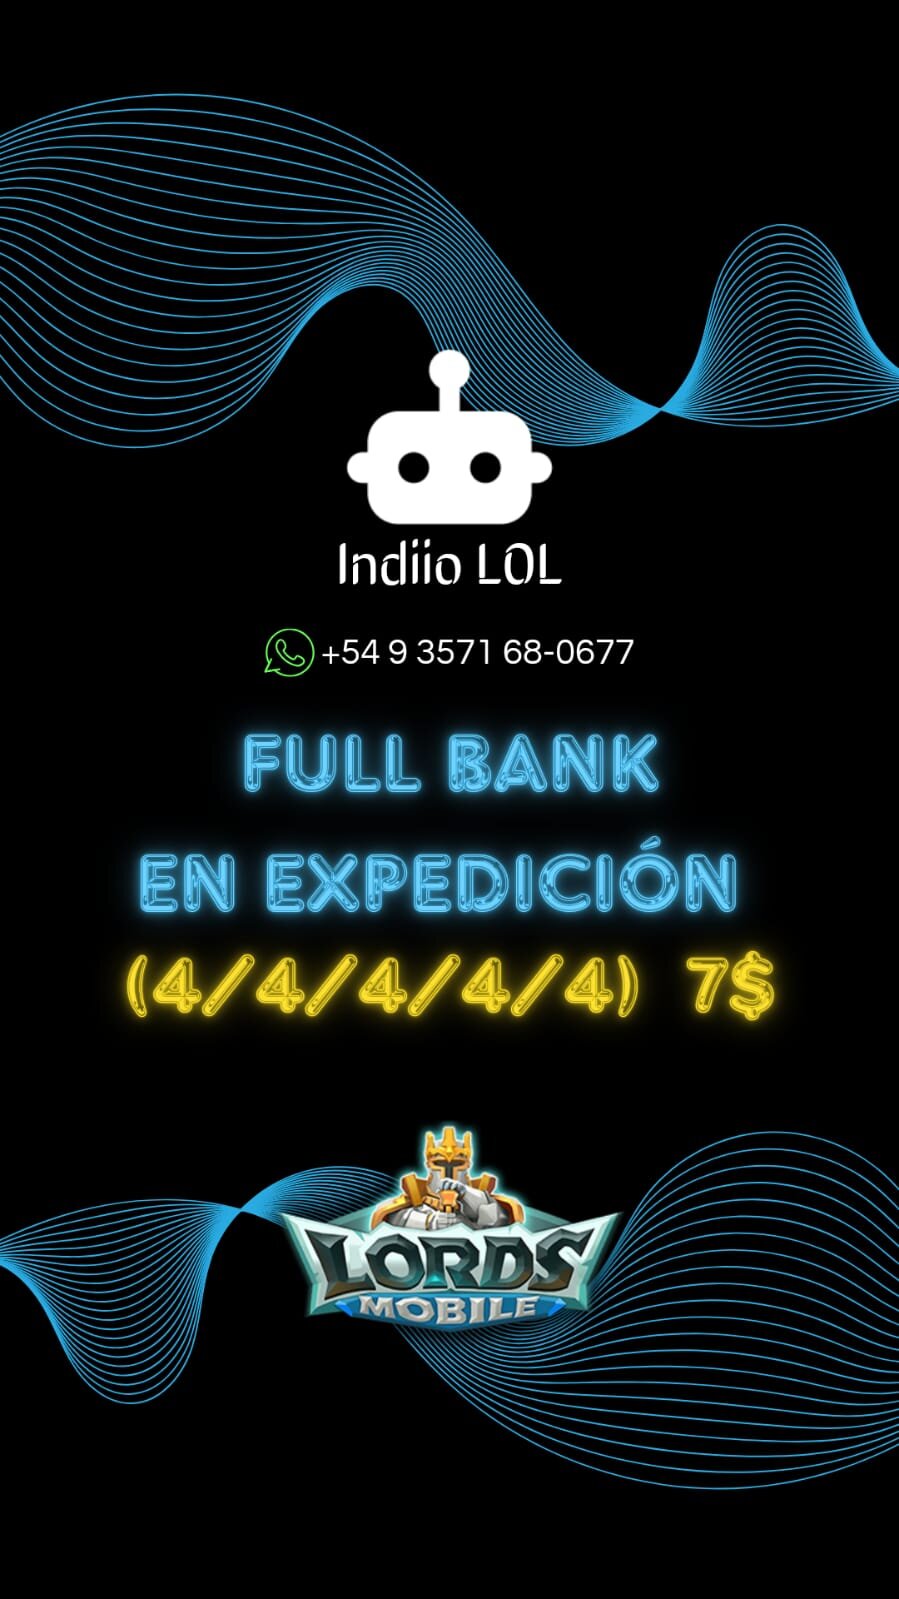 Indiio LOL
+54 9 3571 68-0677
FULL BANK
EN EXPEDICIÓN
(4/4/4/4/4) 7$
LORDS
MOBILE